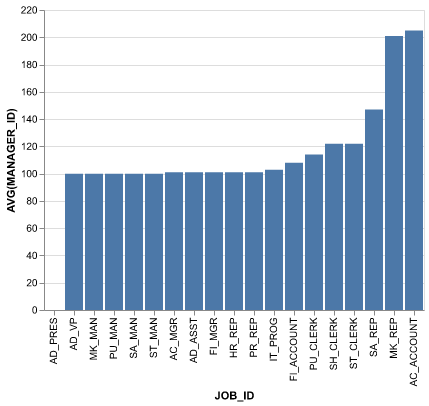 AVG(MANAGER_ID)
220
200
180
160
140
120
100
80
60
40
20
0
AD_PRES
AD_VP
MK_MAN
PU_MAN
SA_MAN
ST_MAN
AC_MGR
AD_ASST
FI_MGR
HR_REP
PR_REP
IT_PROG
FI_ACCOUNT
PU_CLERK
SH_CLERK
ST_CLERK
SA_REP
MK_REP
AC_ACCOUNT
JOB_ID